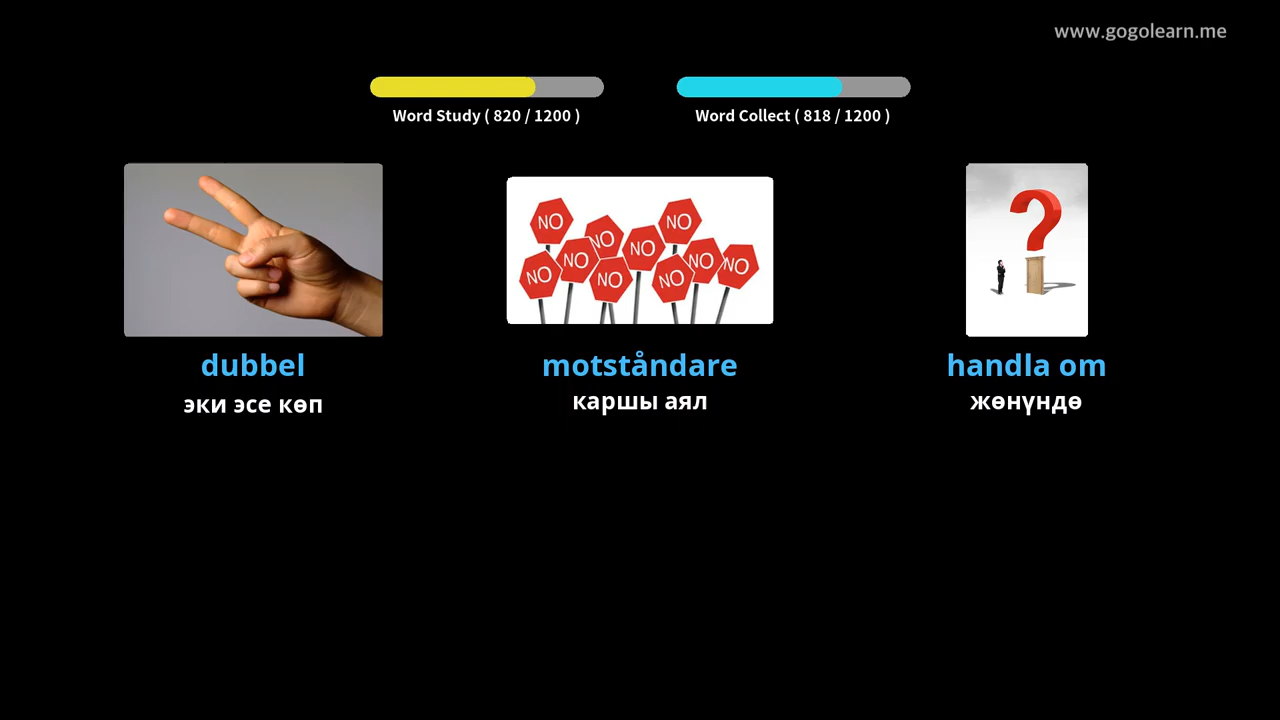 www.gogolearn.me
Word Study ( 820 / 1200 )
Word Collect ( 818 / 1200 )
NO
NO
NO
NO
NO
NO
NO
NO
NO
NO
dubbel
motståndare
handla om
эки эсе көп
каршы аял
жөнүндө